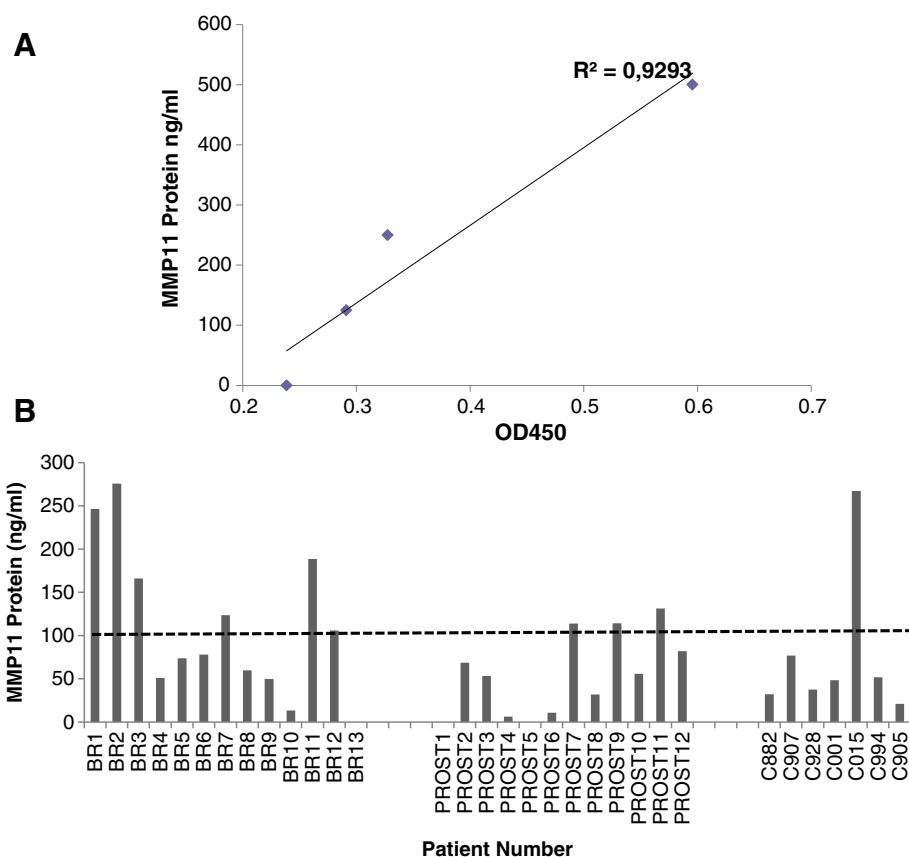 A
MMP11 Protein ng/ml
600
500
400
300
200
100
0
R² = 0,9293
0.2 0.3 0.4 0.5 0.6 0.7
OD450
B
MMP11 Protein (ng/ml)
300
250
200
150
100
50
0
BR1
BR2
BR3
BR4
BR5
BR6
BR7
BR8
BR9
BR10
BR11
BR12
BR13
PROST1
PROST2
PROST3
PROST4
PROST5
PROST6
PROST7
PROST8
PROST9
PROST10
PROST11
PROST12
C882
C907
C928
C001
C015
C994
C905
Patient Number